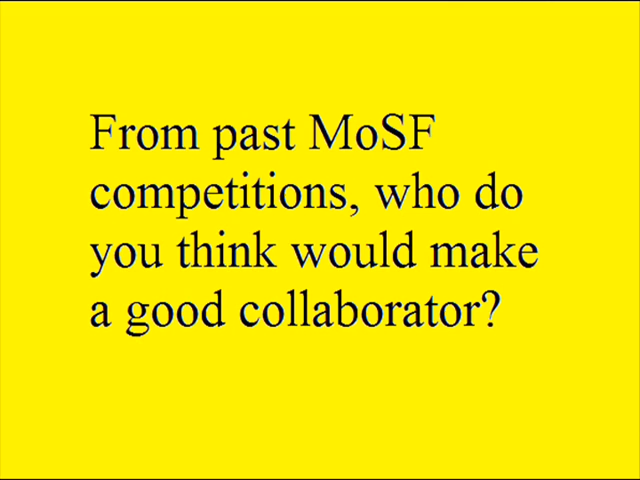 From past MoSF
competitions, who do
you think would make
a good collaborator?